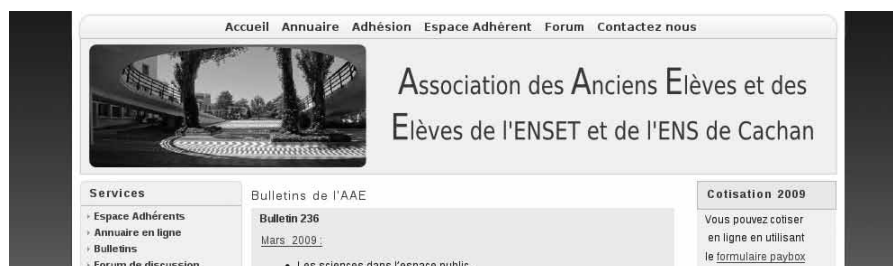 Accueil Annuaire Adhésion Espace Adhérent Forum Contactez nous
Association des Anciens Elèves et des
Elèves de l'ENSET et de l'ENS de Cachan
Services
Espace Adhérents
Annuaire en ligne
Bulletins
Forum de discussion
Bulletins de l'AAE
Bulletin 236
Mars 2009 :
• Les sciences dans l'espace public
Cotisation 2009
Vous pouvez cotiser
en ligne en utilisant
le formulaire paybox